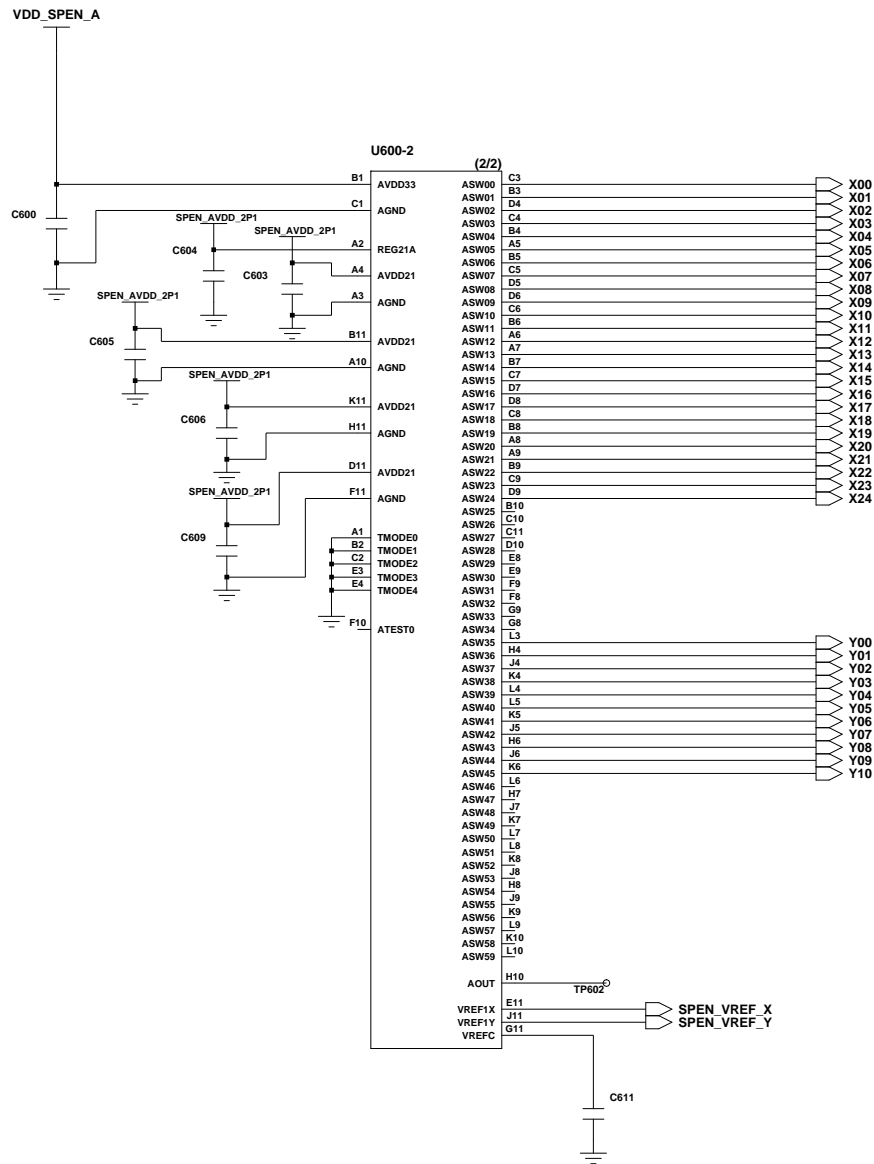 VDD_SPEN_A
U600-2
(2/2)
B1 AVDD33
C600
C1 AGND
SPEN_AVDD_2P1
SPEN_AVDD_2P1
C604
A2 REG21A
C603
A4 AVDD21
SPEN_AVDD_2P1
A3 AGND
C605
B11 AVDD21
A10 AGND
SPEN_AVDD_2P1
K11 AVDD21
C606
H11 AGND
D11 AVDD21
SPEN_AVDD_2P1
F11 AGND
C609
A1 TMODE0
B2 TMODE1
C2 TMODE2
E3 TMODE3
E4 TMODE4
F10 ATEST0
ASW00 C3 X00
ASW01 B3 X01
ASW02 D4 X02
ASW03 C4 X03
ASW04 B4 X04
ASW05 A5 X05
ASW06 B5 X06
ASW07 C5 X07
ASW08 D5 X08
ASW09 D6 X09
ASW10 C6 X10
ASW11 B6 X11
ASW12 A6 X12
ASW13 A7 X13
ASW14 B7 X14
ASW15 C7 X15
ASW16 D7 X16
ASW17 D8 X17
ASW18 C8 X18
ASW19 B8 X19
ASW20 A8 X20
ASW21 A9 X21
ASW22 B9 X22
ASW23 C9 X23
ASW24 D9 X24
ASW25 B10
ASW26 C10
ASW27 C11
ASW28 D10
ASW29 E8
ASW30 E9
ASW31 F9
ASW32 F8
ASW33 G9
ASW34 G8
ASW35 L3 Y00
ASW36 H4 Y01
ASW37 J4 Y02
ASW38 K4 Y03
ASW39 L4 Y04
ASW40 L5 Y05
ASW41 K5 Y06
ASW42 J5 Y07
ASW43 H6 Y08
ASW44 J6 Y09
ASW45 K6 Y10
ASW46 L6
ASW47 H7
ASW48 J7
ASW49 K7
ASW50 L7
ASW51 L8
ASW52 K8
ASW53 J8
ASW54 H8
ASW55 J9
ASW56 K9
ASW57 L9
ASW58 K10
ASW59 L10
AOUT H10 TP602
VREF1X E11 SPEN_VREF_X
VREF1Y J11 SPEN_VREF_Y
VREFC G11
C611